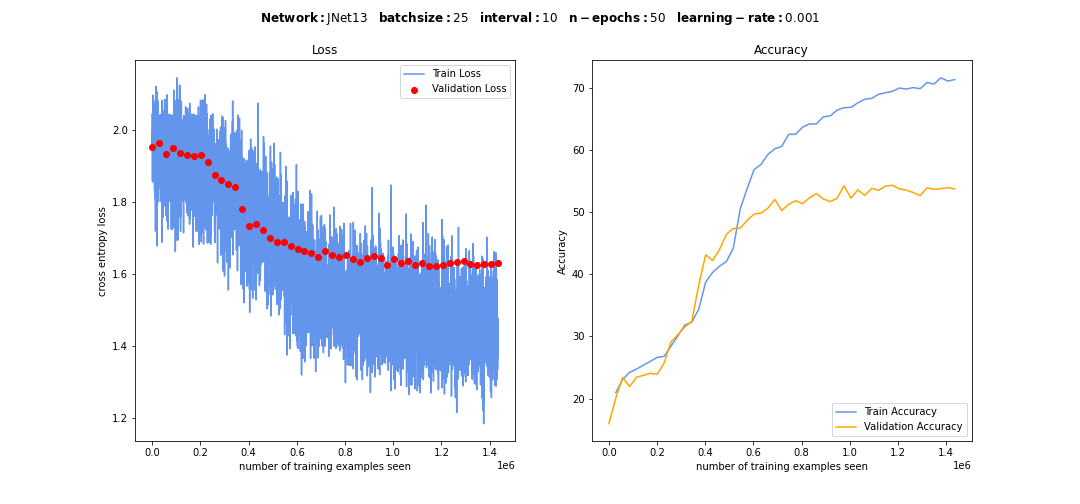 Network: JNet13 batchsize: 25 interval: 10 n−epochs: 50 learning−rate: 0.001
Loss
Train Loss
Validation Loss
cross entropy loss
2.0
1.8
1.6
1.4
1.2
0.0 0.2 0.4 0.6 0.8 1.0 1.2 1.4
1e6
number of training examples seen
Accuracy
Accuracy
70
60
50
40
30
20
Train Accuracy
Validation Accuracy
0.0 0.2 0.4 0.6 0.8 1.0 1.2 1.4
1e6
number of training examples seen